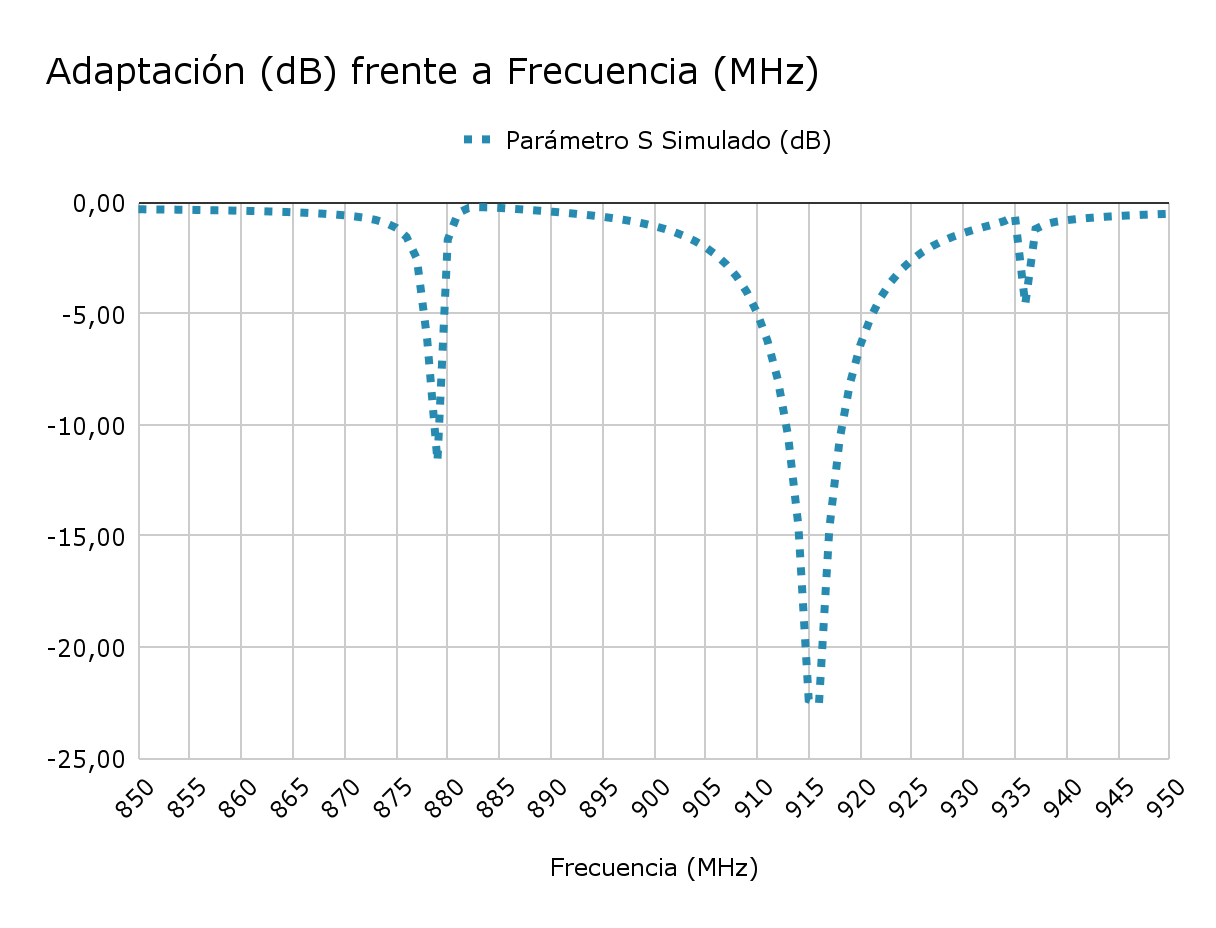 Adaptación (dB) frente a Frecuencia (MHz)
Parámetro S Simulado (dB)
0,00
-5,00
-10,00
-15,00
-20,00
-25,00
850 855 860 865 870 875 880 885 890 895 900 905 910 915 920 925 930 935 940 945 950
Frecuencia (MHz)